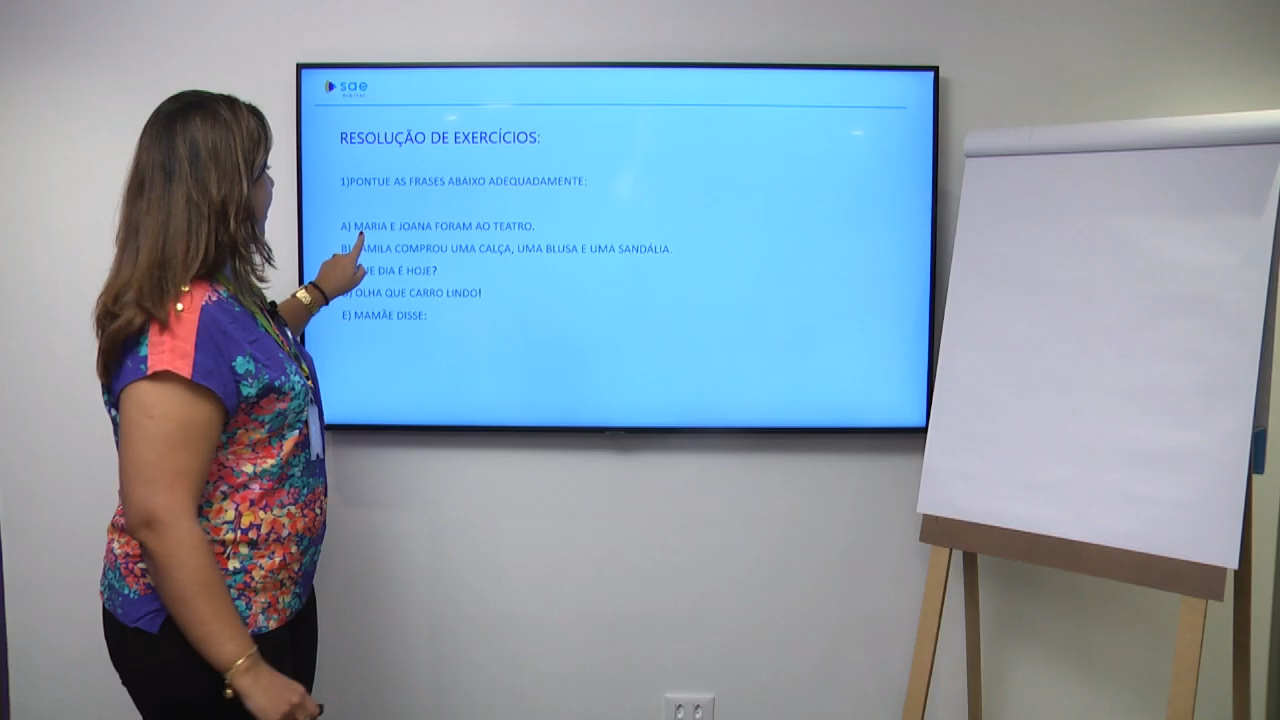 sae
DIGITAL
RESOLUÇÃO DE EXERCÍCIOS:
1)PONTUE AS FRASES ABAIXO ADEQUADAMENTE:
A) MARIA E JOANA FORAM AO TEATRO.
B) COMPROU UMA CALÇA, UMA BLUSA E UMA SANDÁLIA.
DIA É HOJE?
OLHA QUE CARRO LINDO!
E) MAMÃE DISSE: